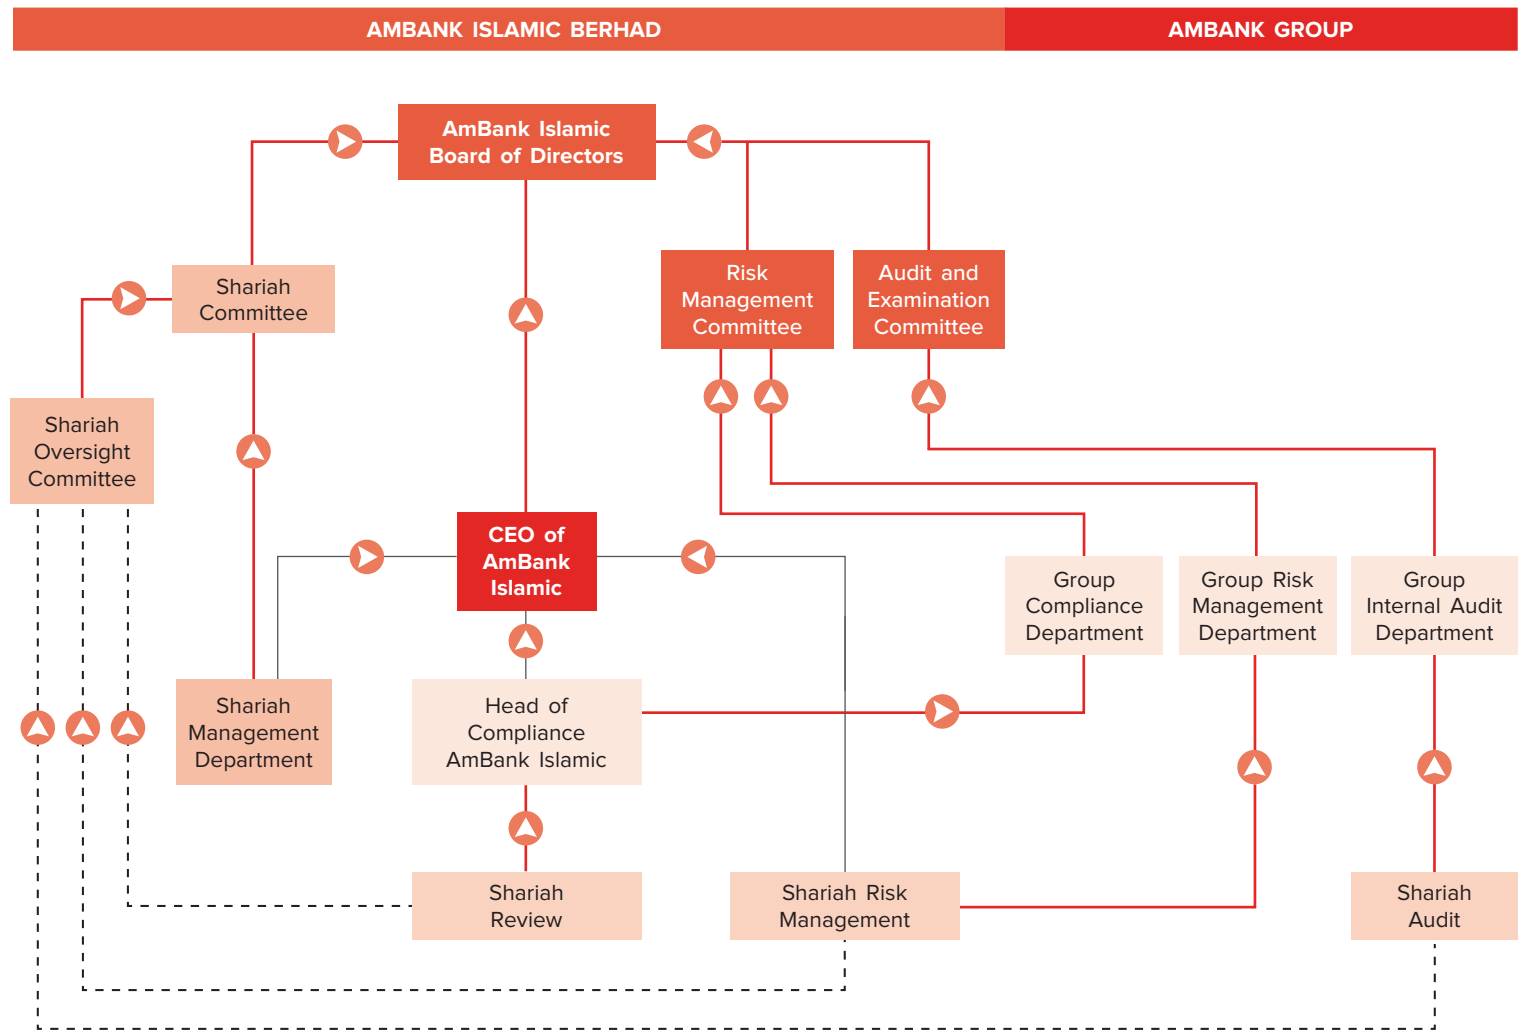 AMBANK ISLAMIC BERHAD
AMBANK GROUP
AmBank Islamic
Board of Directors
Shariah
Committee
Risk
Management
Committee
Audit and
Examination
Committee
Shariah
Oversight
Committee
CEO of
AmBank
Islamic
Group
Compliance
Department
Group Risk
Management
Department
Group
Internal Audit
Department
Shariah
Management
Department
Head of
Compliance
AmBank Islamic
Shariah
Review
Shariah Risk
Management
Shariah
Audit